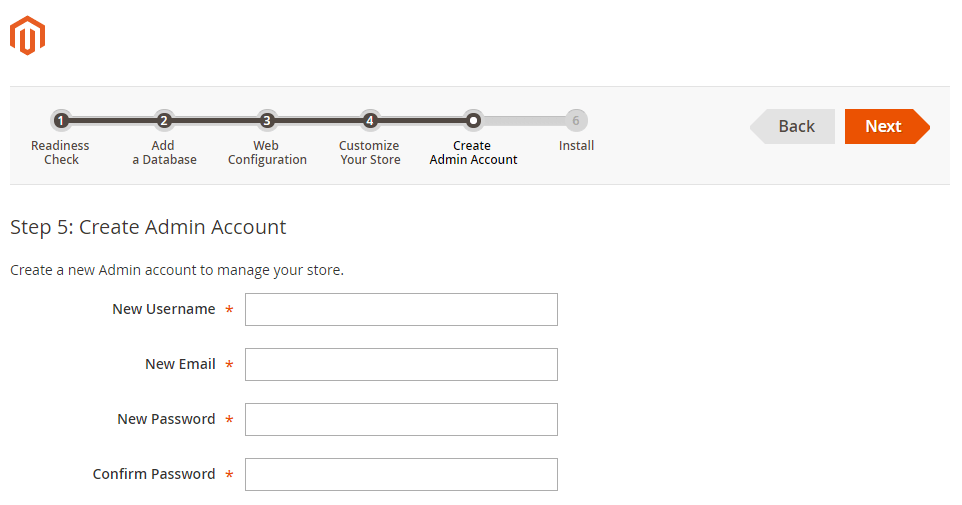 1 2 3 4 6
Readiness Check
Add a Database
Web Configuration
Customize Your Store
Create Admin Account
Install
Back
Next
Step 5: Create Admin Account
Create a new Admin account to manage your store.
New Username *
New Email *
New Password *
Confirm Password *